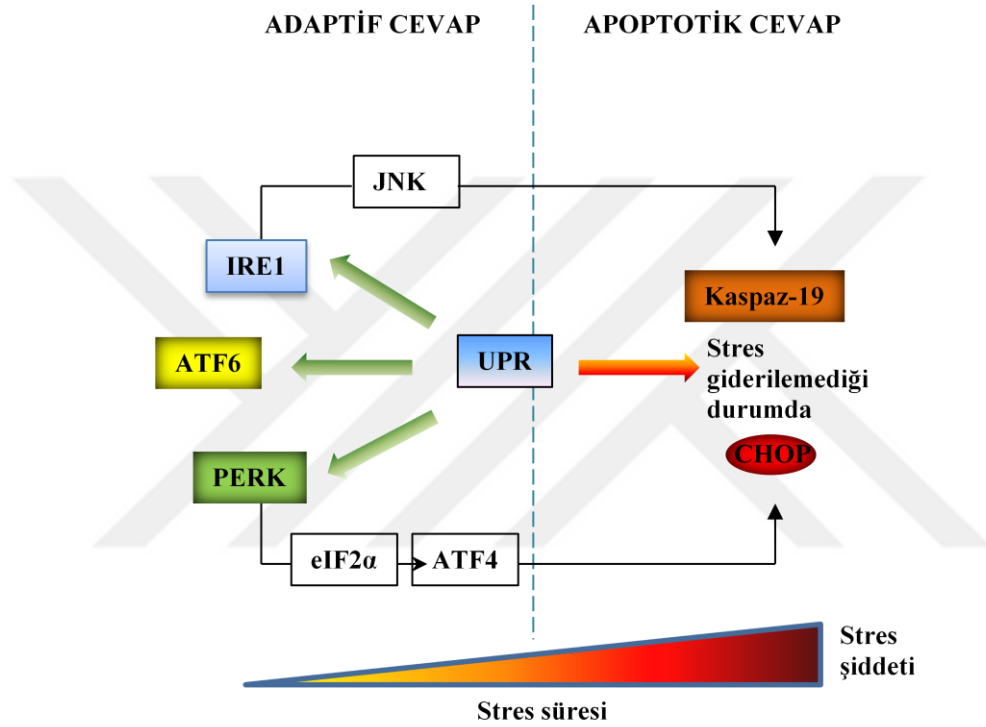 ADAPTİF CEVAP
APOPTOTİK CEVAP
JNK
IRE1
Kaspaz-19
ATF6
UPR
Stres
giderilemediği
durumda
CHOP
PERK
eIF2α
ATF4
Stres
şiddeti
Stres süresi